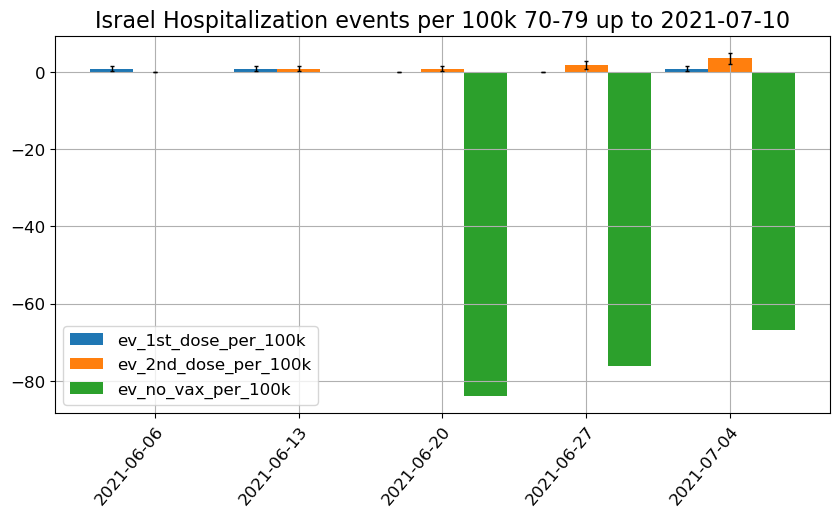 Israel Hospitalization events per 100k 70-79 up to 2021-07-10
0
−20
−40
−60
−80
ev_1st_dose_per_100k
ev_2nd_dose_per_100k
ev_no_vax_per_100k
2021-06-06
2021-06-13
2021-06-20
2021-06-27
2021-07-04